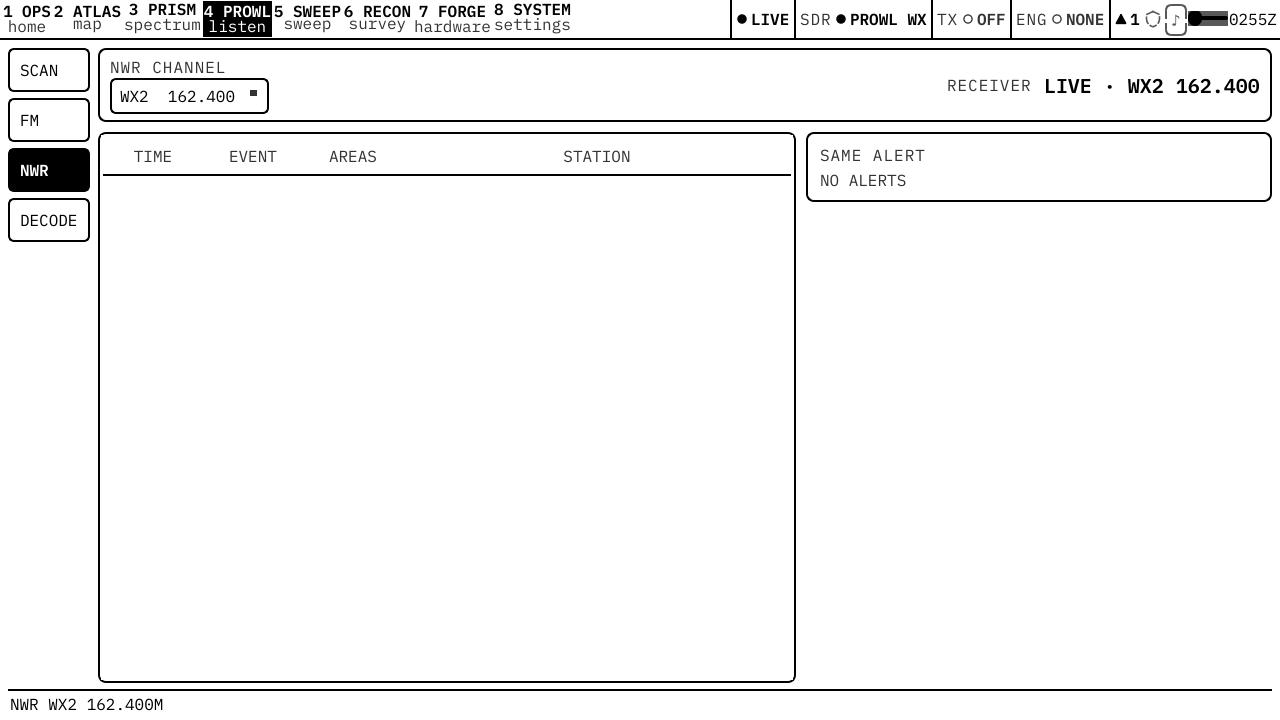 1 OPS 2 ATLAS 3 PRISM 4 PROWL 5 SWEEP 6 RECON 7 FORGE 8 SYSTEM
home map spectrum listen sweep survey hardware settings
LIVE SDR PROWL WX TX OFF ENG NONE 1 ♪ 0255Z
SCAN
FM
NWR
DECODE
NWR CHANNEL
WX2 162.400
RECEIVER LIVE · WX2 162.400
TIME EVENT AREAS STATION
SAME ALERT
NO ALERTS
NWR WX2 162.400M